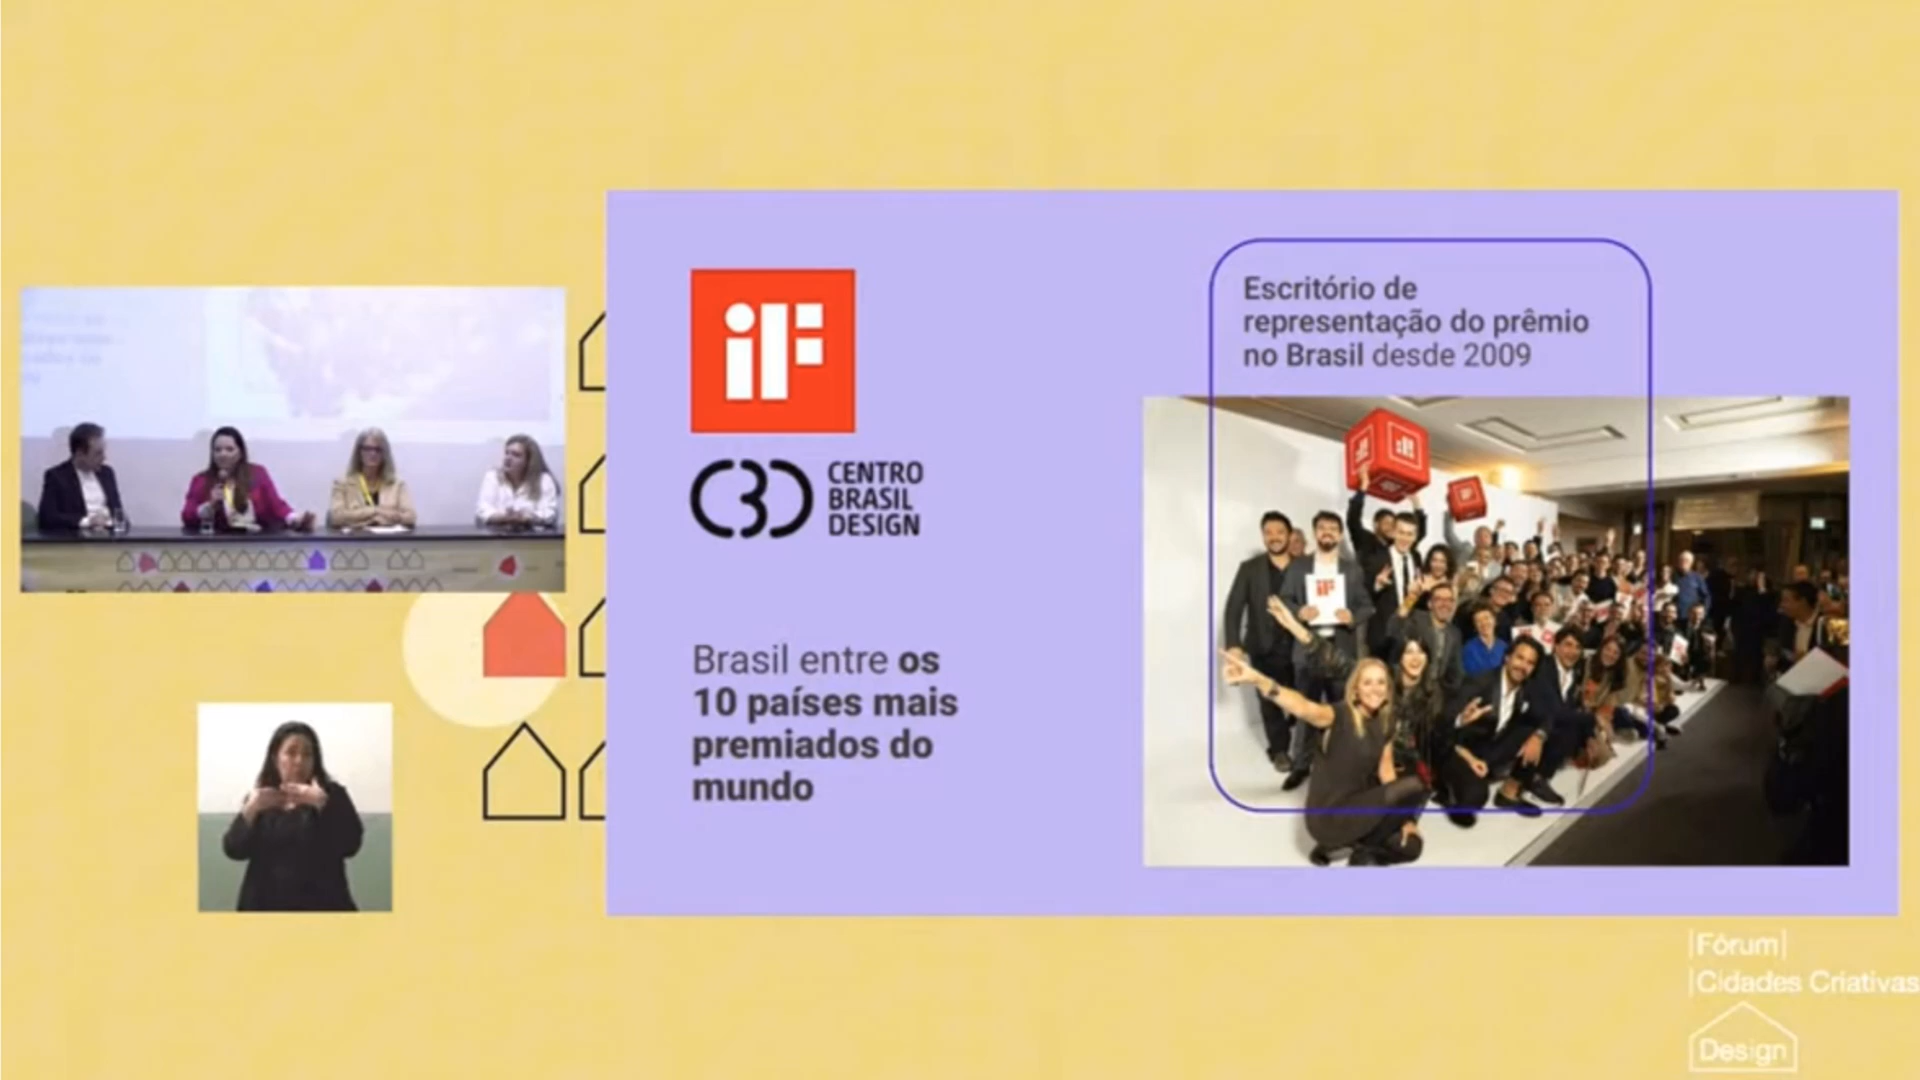 iF
CENTRO
BRASIL
DESIGN
Brasil entre os
10 países mais
premiados do
mundo
Escritório de
representação do prêmio
no Brasil desde 2009
iF
|Fórum|
|Cidades Criativas
Design